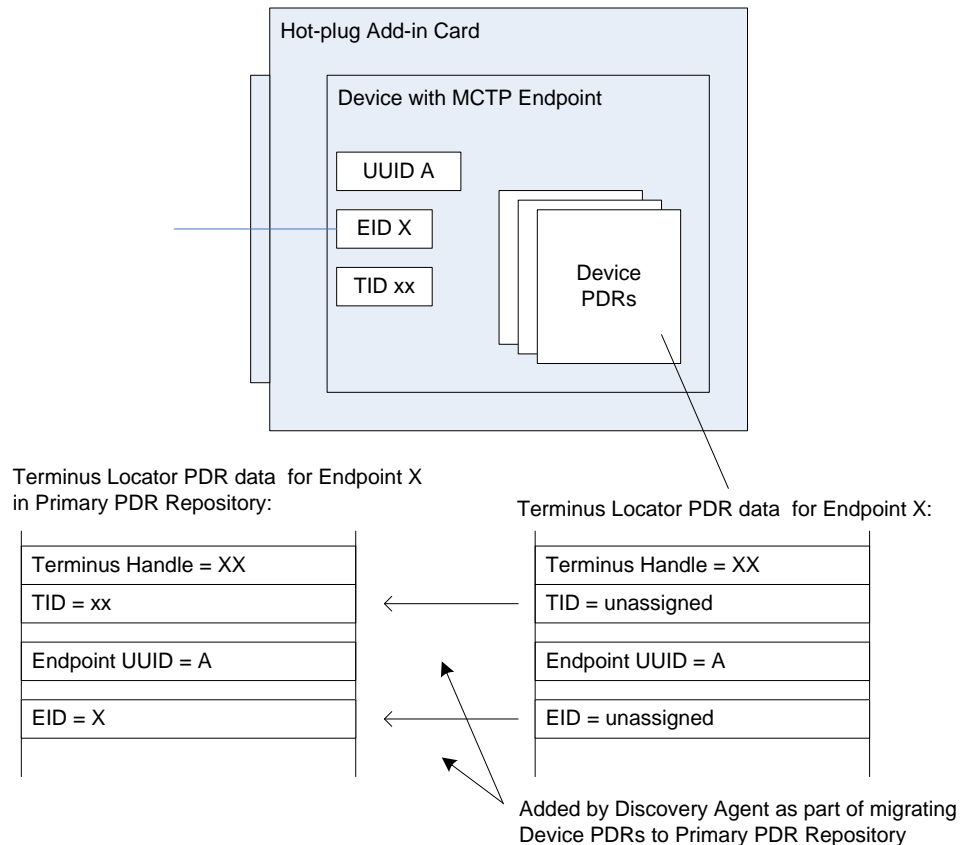 Hot-plug Add-in Card
Device with MCTP Endpoint
UUID A
EID X
TID xx
Device
PDRs
Terminus Locator PDR data  for Endpoint X
in Primary PDR Repository:
Terminus Handle = XX
TID = xx
Endpoint UUID = A
EID = X
Terminus Locator PDR data  for Endpoint X:
Terminus Handle = XX
TID = unassigned
Endpoint UUID = A
EID = unassigned
Added by Discovery Agent as part of migrating
Device PDRs to Primary PDR Repository